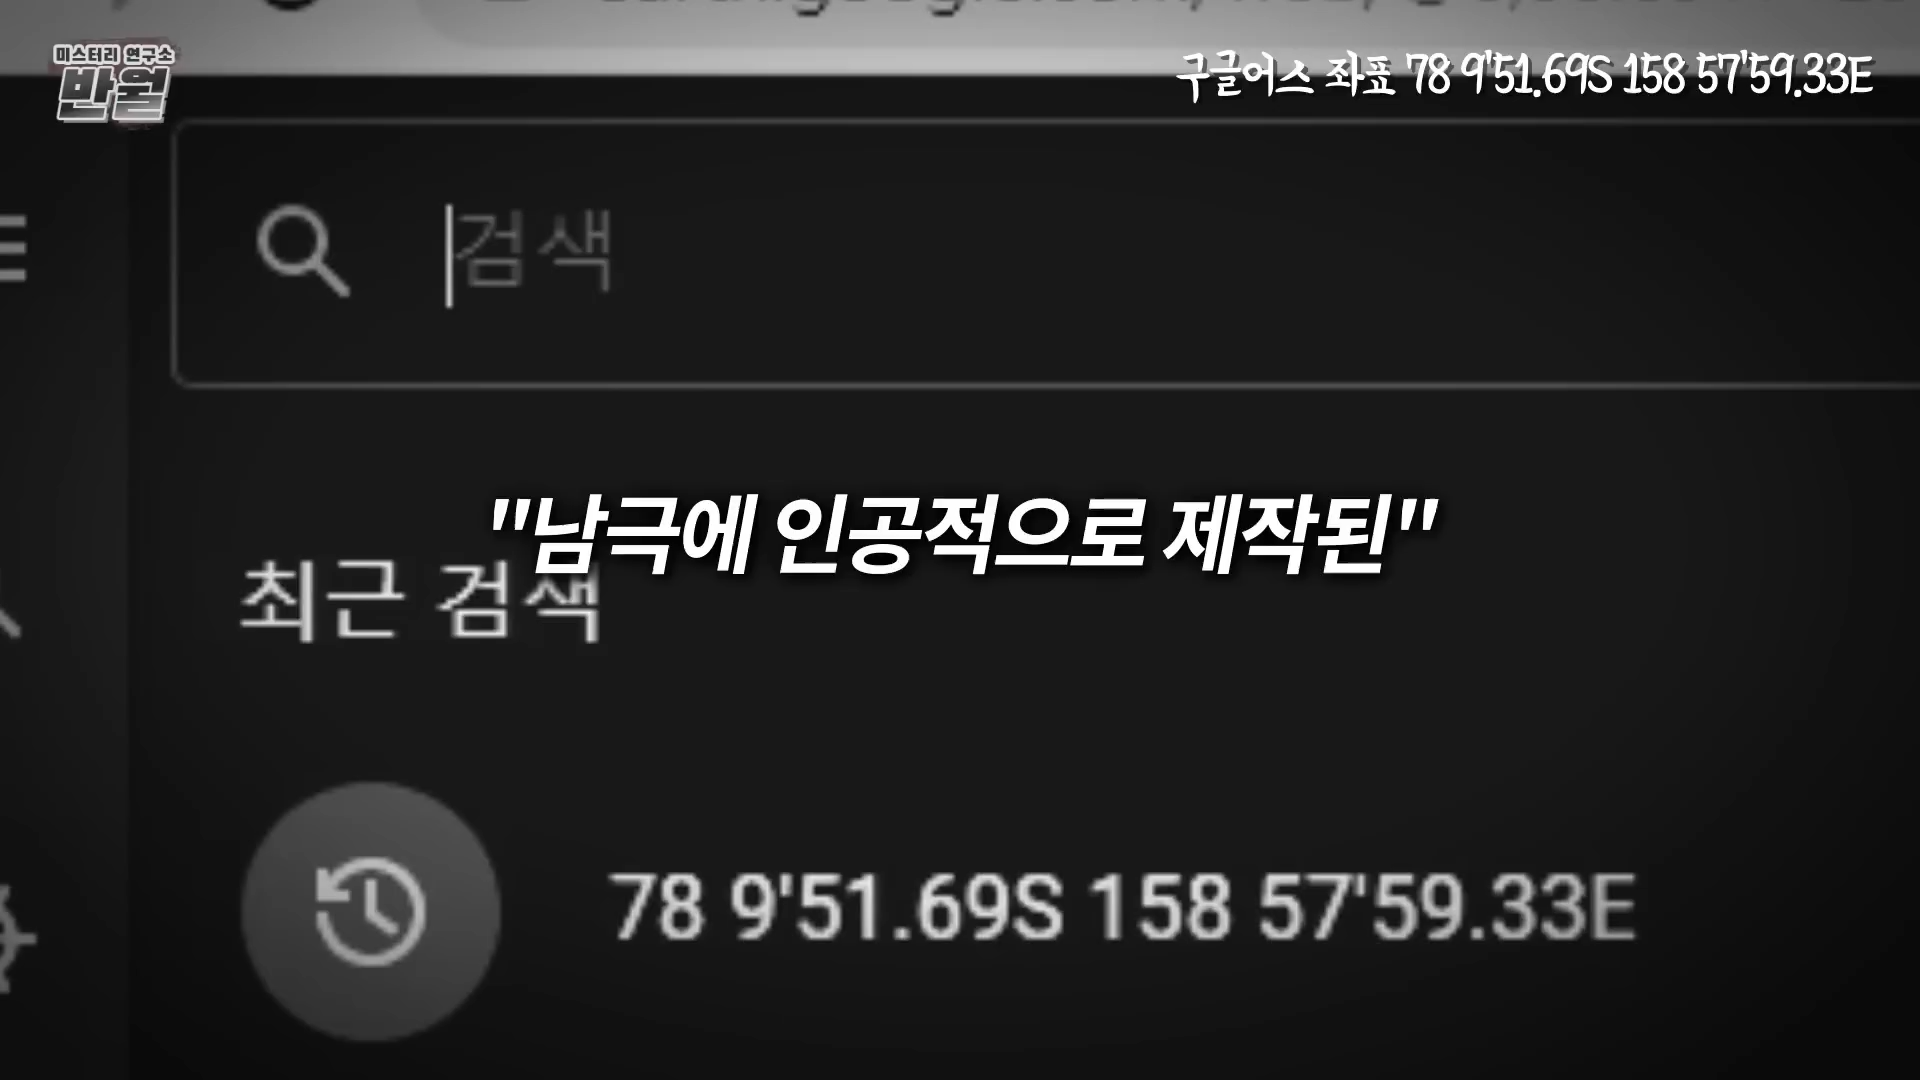 미스터리 연구소
반월
구글어스 좌표 78 9'51.69S 158 57'59.33E
검색
"남극에 인공적으로 제작된"
최근 검색
78 9'51.69S 158 57'59.33E